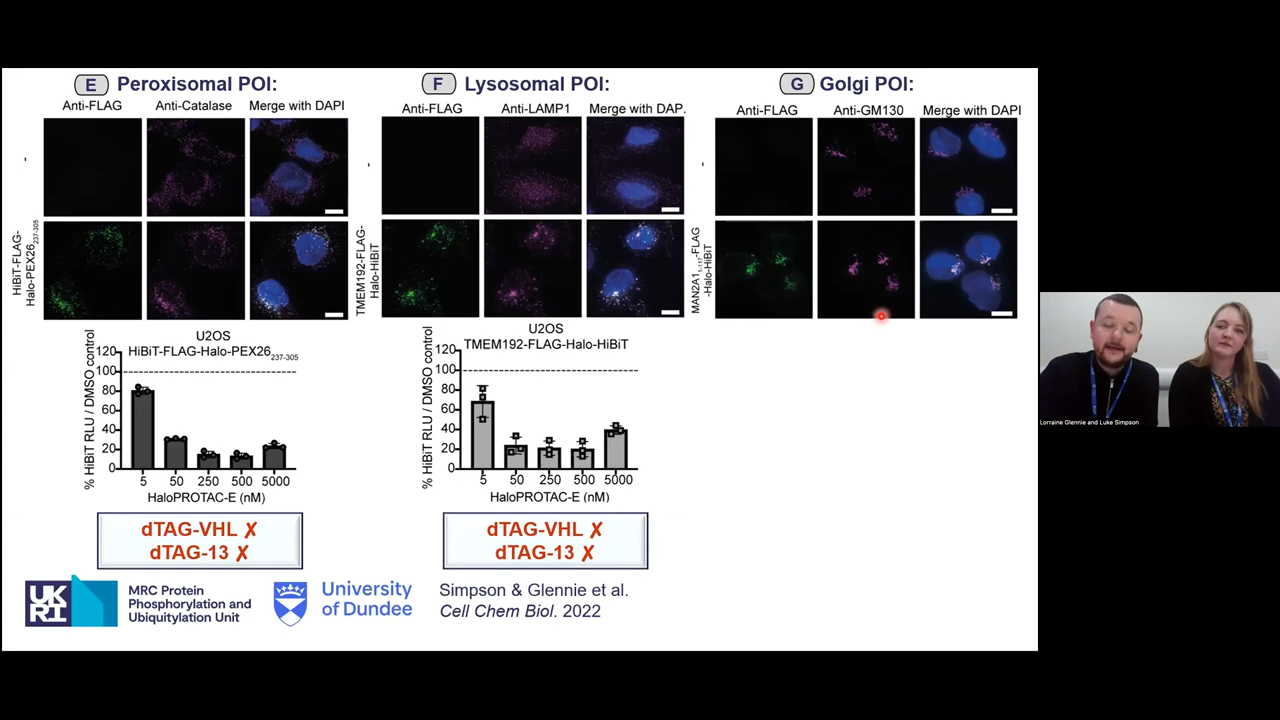 E Peroxisomal POI:
Anti-FLAG Anti-Catalase Merge with DAPI
-
HiBiT-FLAG-
Halo-PEX26237-305
U2OS
HiBiT-FLAG-Halo-PEX26237-305
% HiBiT RLU / DMSO control
120
100
80
60
40
20
0
5 50 250 500 5000
HaloPROTAC-E (nM)
dTAG-VHL ✗
dTAG-13 ✗
F Lysosomal POI:
Anti-FLAG Anti-LAMP1 Merge with DAP.
-
TMEM192-FLAG-
Halo-HiBiT
U2OS
TMEM192-FLAG-Halo-HiBiT
% HiBiT RLU / DMSO control
120
100
80
60
40
20
0
5 50 250 500 5000
HaloPROTAC-E (nM)
dTAG-VHL ✗
dTAG-13 ✗
G Golgi POI:
Anti-FLAG Anti-GM130 Merge with DAPI
-
MAN2A11-117-FLAG
-Halo-HiBiT
UK
RI
MRC Protein
Phosphorylation and
Ubiquitylation Unit
University
of Dundee
Simpson & Glennie et al.
Cell Chem Biol. 2022
Lorraine Glennie and Luke Simpson